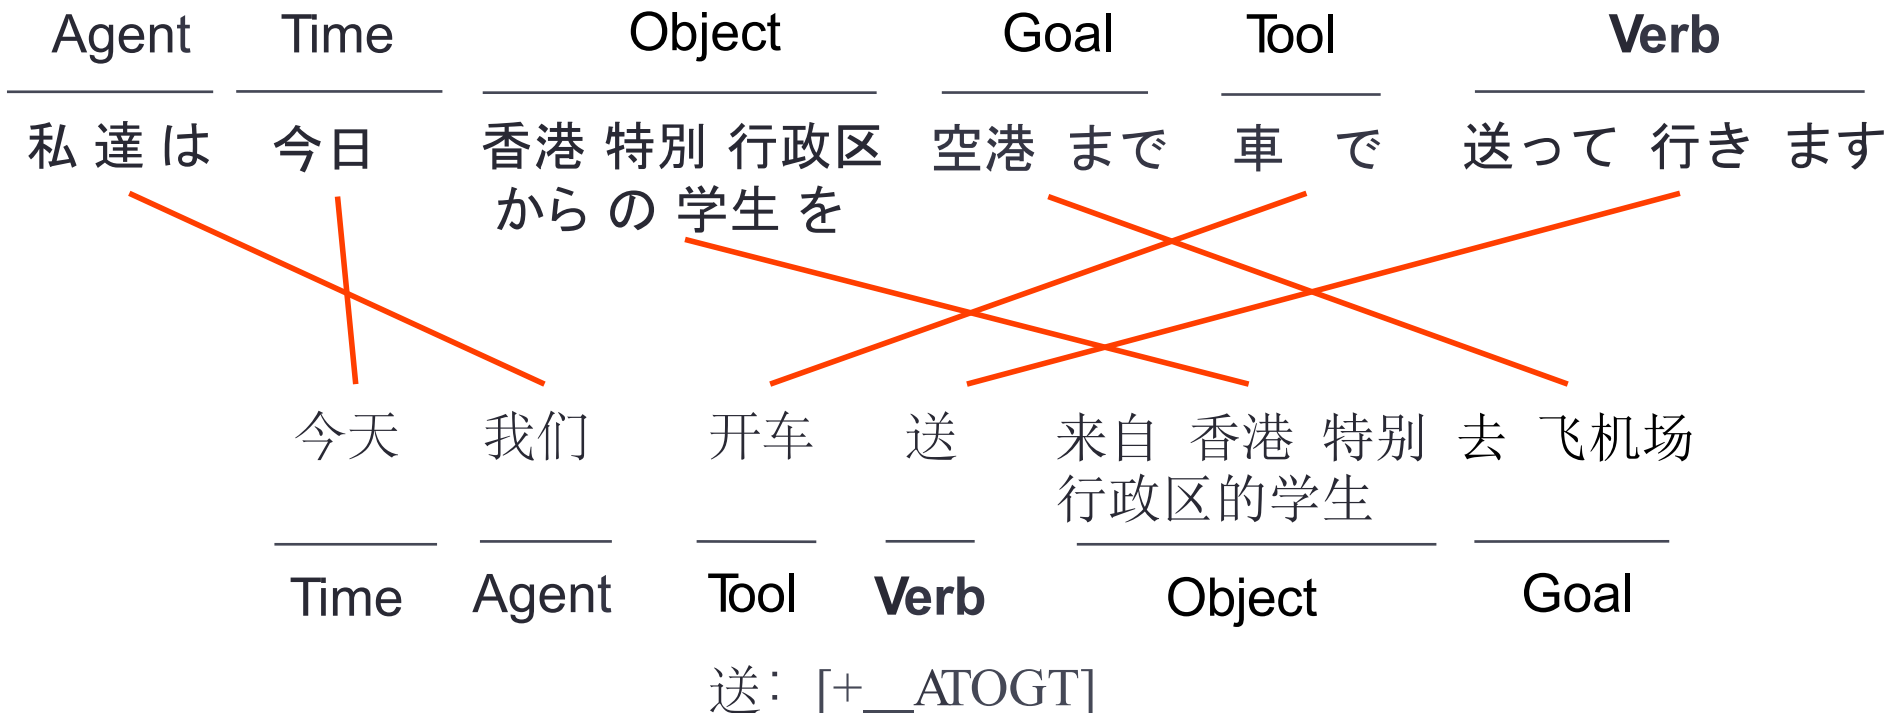 Agent Time Object Goal Tool Verb
私 達 は 今日 香港 特別 行政区 空港 まで 車 で 送って 行き ます
から の 学生 を
今天 我们 开车 送 来自 香港 特别 去 飞机场
行政区的学生
Time Agent Tool Verb Object Goal
送：[+__ATOGT]